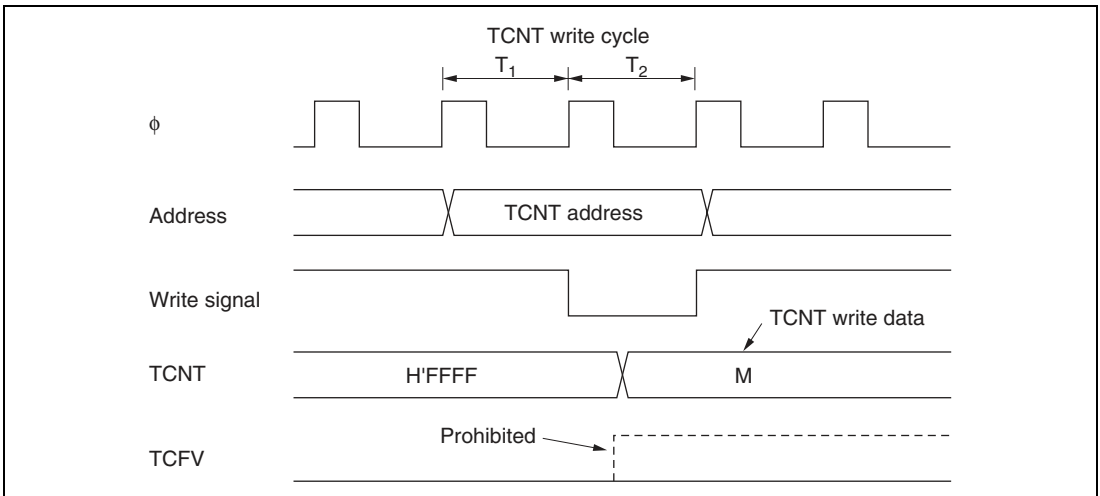 TCNT write cycle
T1 T2
ϕ
Address
TCNT address
Write signal
TCNT write data
TCNT
H'FFFF
M
Prohibited
TCFV